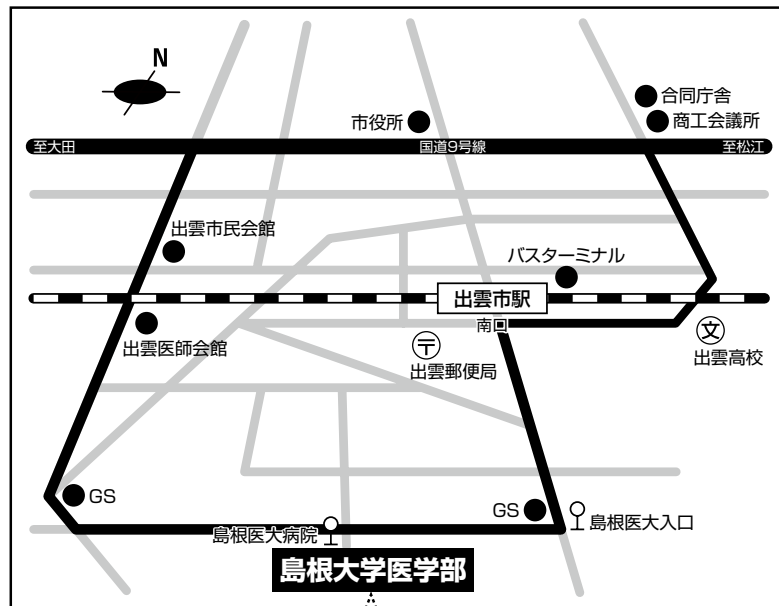 N
合同庁舎
市役所
商工会議所
至大田
国道9号線
至松江
出雲市民会館
バスターミナル
出雲市駅
南口
〒
文
出雲医師会館
出雲郵便局
出雲高校
GS
GS
島根医大入口
島根医大病院
島根大学医学部